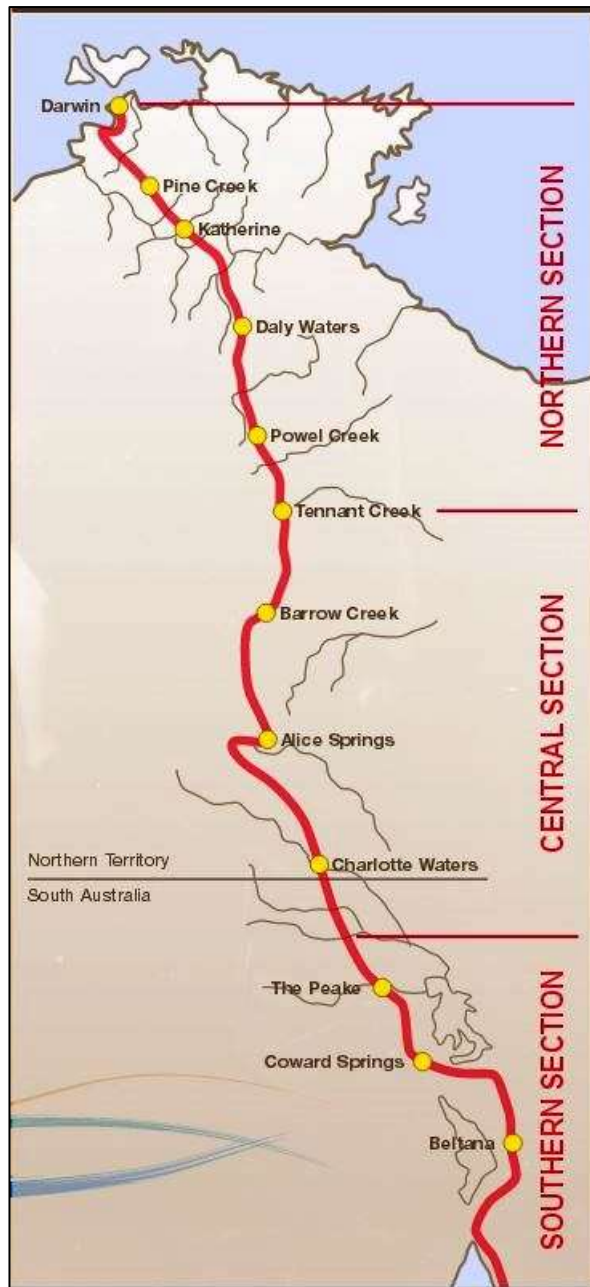 Darwin
Pine Creek
Katherine
Daly Waters
Powel Creek
Tennant Creek
Barrow Creek
Alice Springs
Charlotte Waters
Northern Territory
South Australia
The Peake
Coward Springs
Beltana
NORTHERN SECTION
CENTRAL SECTION
SOUTHERN SECTION